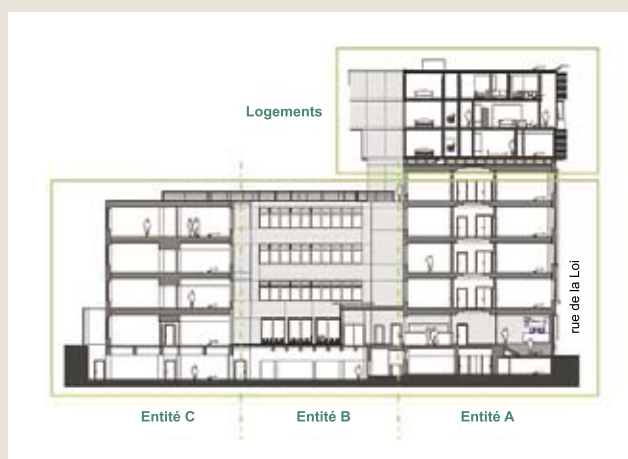 Logements
rue de la Loi
Entité C
Entité B
Entité A